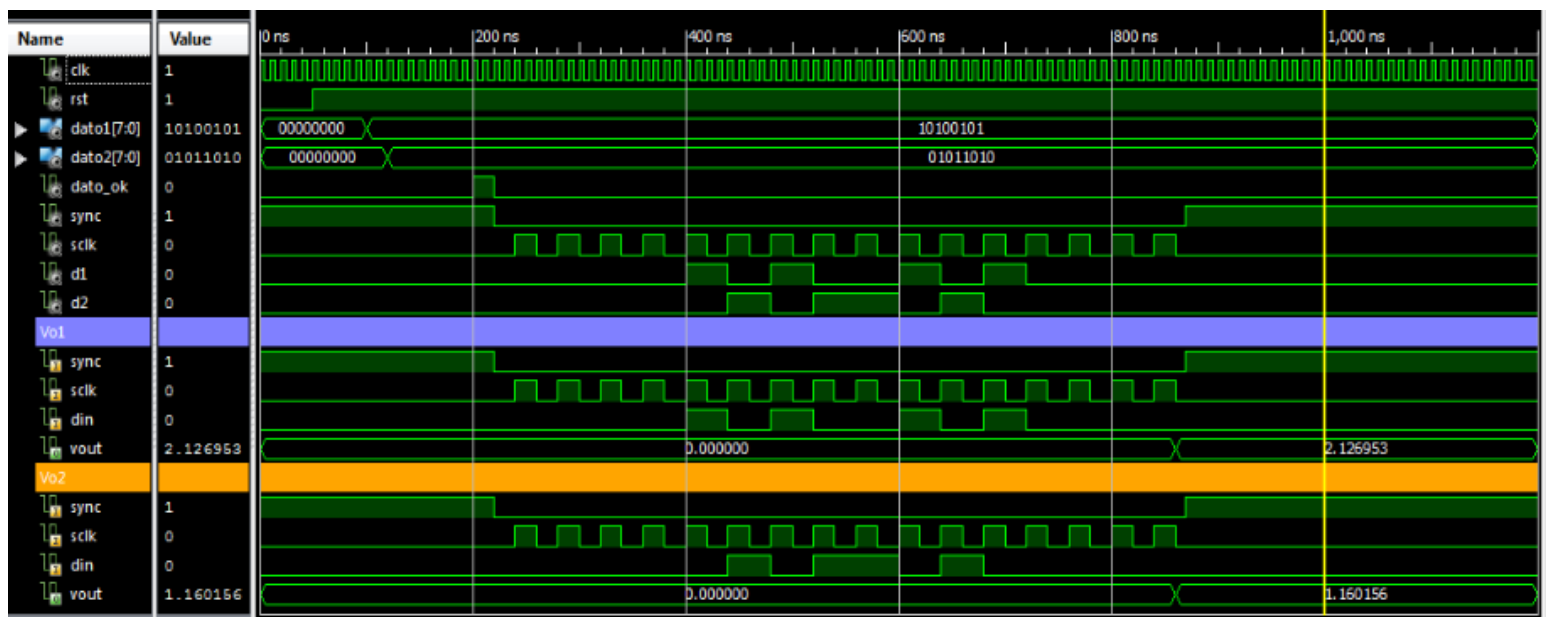 Name Value 0 ns 200 ns 400 ns 600 ns 800 ns 1,000 ns
clk 1
rst 1
dato1[7:0] 10100101 00000000 10100101
dato2[7:0] 01011010 00000000 01011010
dato_ok 0
sync 1
sclk 0
d1 0
d2 0
Vo1
sync 1
sclk 0
din 0
vout 2.126953 0.000000 2.126953
Vo2
sync 1
sclk 0
din 0
vout 1.160156 0.000000 1.160156